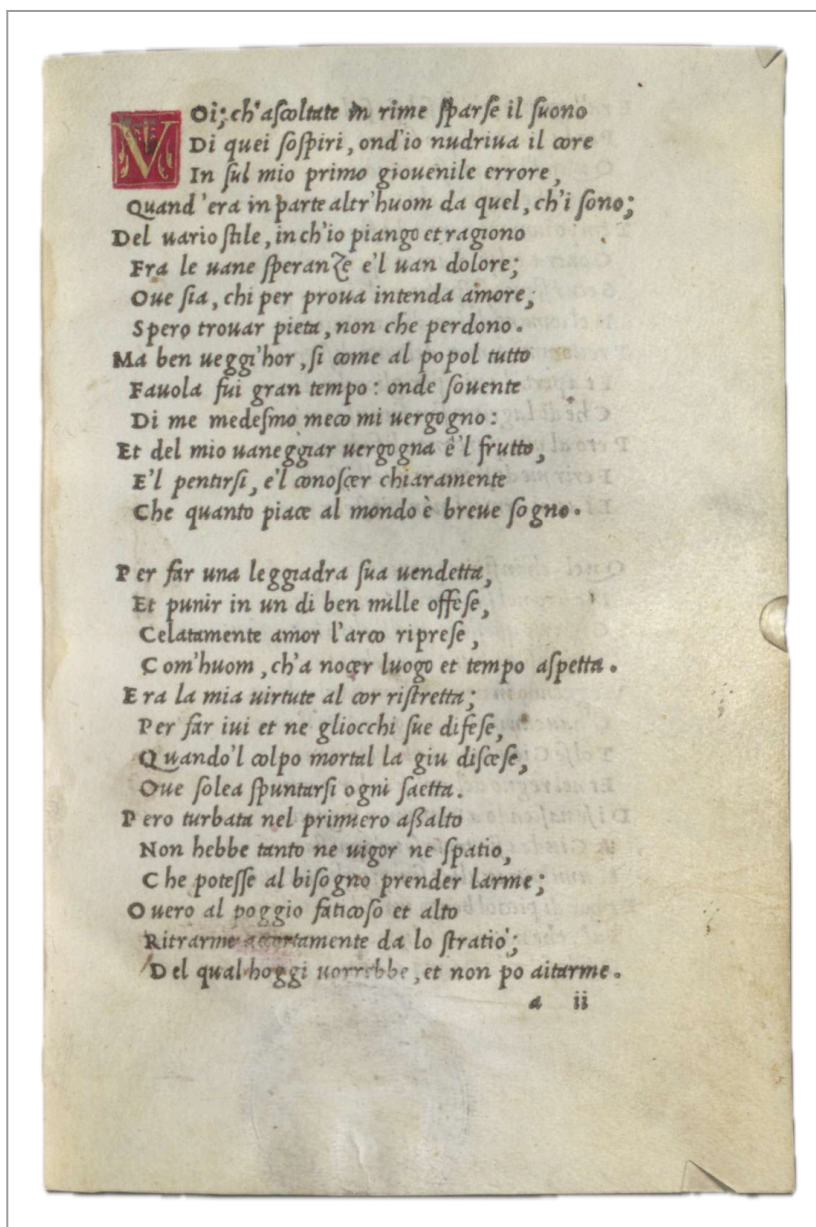 VOi; ch'aſcoltate in rime ſparſe il ſuono
Di quei ſoſpiri, ond'io nudriua il core
In ſul mio primo giouenile errore,
Quand'era in parte altr'huom da quel, ch'i ſono;
Del uario ſtile, in ch'io piango et ragiono
Fra le uane ſperanze e'l uan dolore;
Oue ſia, chi per proua intenda amore,
Spero trouar pieta, non che perdono.
Ma ben ueggi'hor, ſi come al popol tutto
Fauola fui gran tempo: onde ſouente
Di me medeſmo meco mi uergogno:
Et del mio uaneggiar uergogna è'l frutto,
E'l pentirſi, e'l conoſcer chiaramente
Che quanto piace al mondo è breue ſogno.
Per far una leggiadra ſua uendetta,
Et punir in un di ben mille offeſe,
Celatamente amor l'arco ripreſe,
Com'huom, ch'a nocer luogo et tempo aſpetta.
Era la mia uirtute al cor riſtretta;
Per far iui et ne gliocchi ſue difeſe,
Quando'l colpo mortal la giu diſceſe,
Oue ſolea ſpuntarſi ogni ſaetta.
Pero turbata nel primiero aßalto
Non hebbe tanto ne uigor ne ſpatio,
Che poteſſe al biſogno prender larme;
Ouero al poggio faticoſo et alto
Ritrarme accortamente da lo ſtratio;
Del qual hoggi uorrebbe, et non po aitarme.
a ii